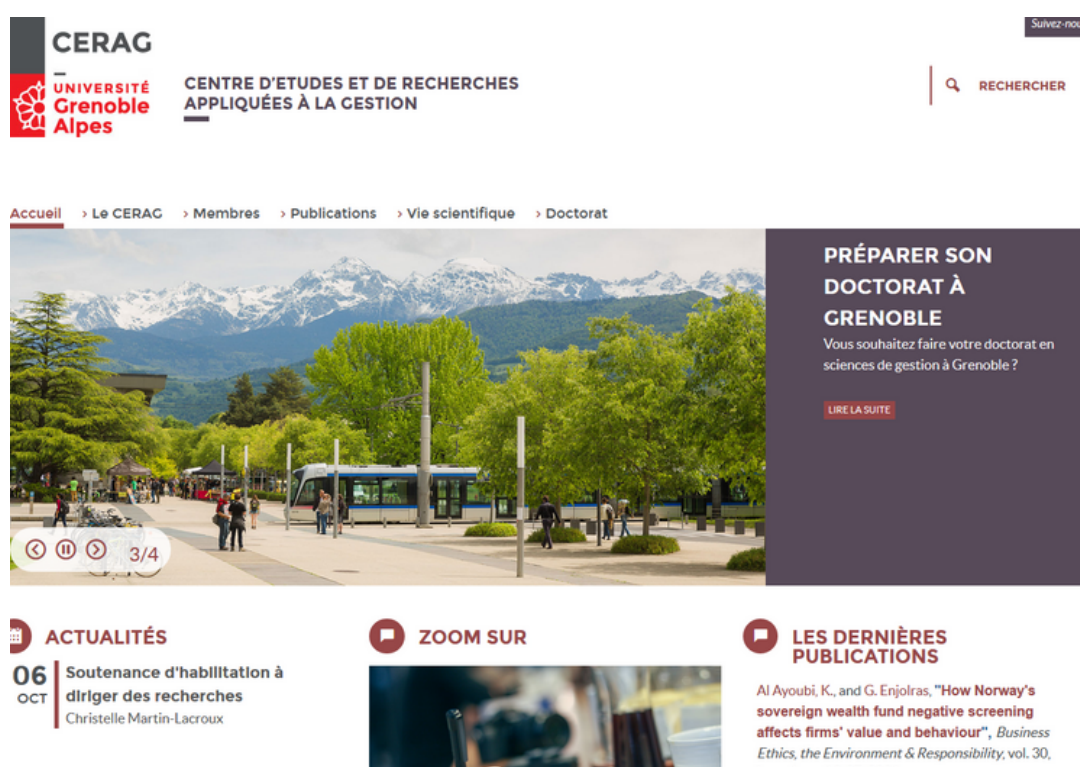 Suivez-nou
CERAG
UNIVERSITÉ
Grenoble
Alpes
CENTRE D'ETUDES ET DE RECHERCHES
APPLIQUÉES À LA GESTION
RECHERCHER
Accueil › Le CERAG › Membres › Publications › Vie scientifique › Doctorat
PRÉPARER SON
DOCTORAT À
GRENOBLE
Vous souhaitez faire votre doctorat en
sciences de gestion à Grenoble ?
LIRE LA SUITE
3/4
ACTUALITÉS
06
OCT
Soutenance d'habilitation à
diriger des recherches
Christelle Martin-Lacroux
ZOOM SUR
LES DERNIÈRES
PUBLICATIONS
Al Ayoubi, K., and G. Enjolras, "How Norway's
sovereign wealth fund negative screening
affects firms' value and behaviour", Business
Ethics, the Environment & Responsibility, vol. 30,